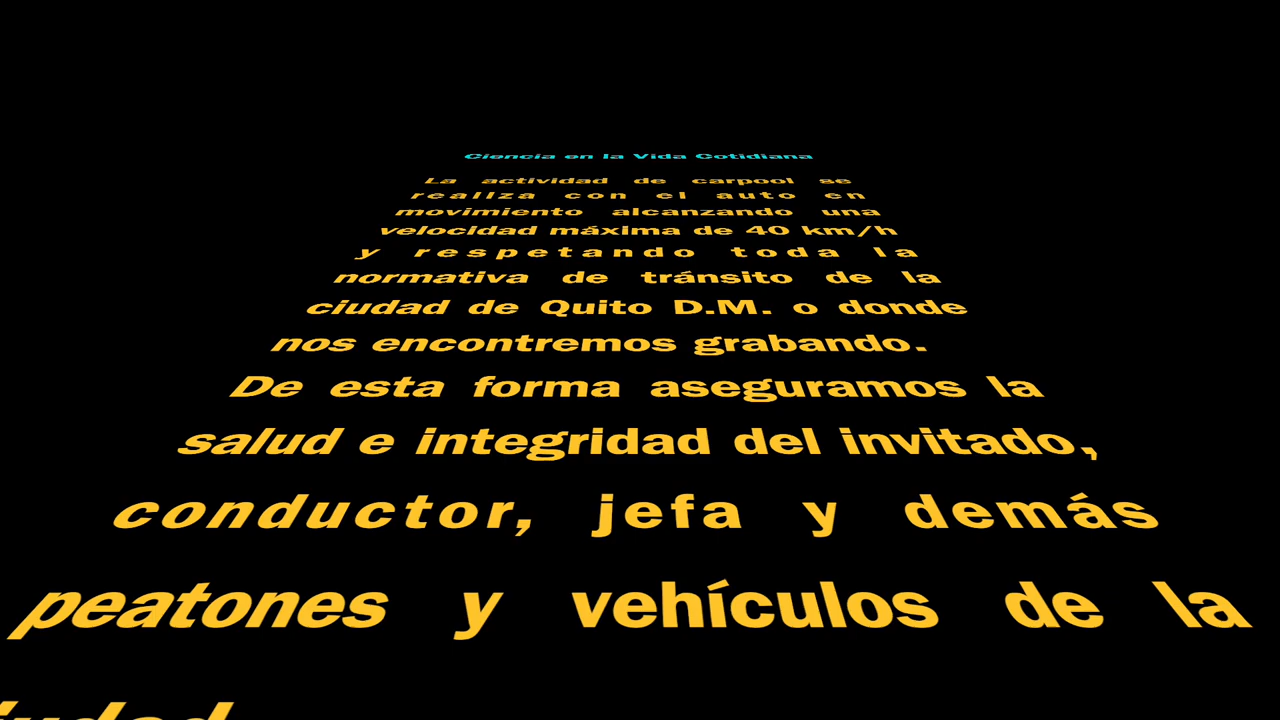 Ciencia en la Vida Cotidiana
La actividad de carpool se
realiza con el auto en
movimiento alcanzando una
velocidad máxima de 40 km/h
y respetando toda la
normativa de tránsito de la
ciudad de Quito D.M. o donde
nos encontremos grabando.
De esta forma aseguramos la
salud e integridad del invitado,
conductor, jefa y demás
peatones y vehículos de la